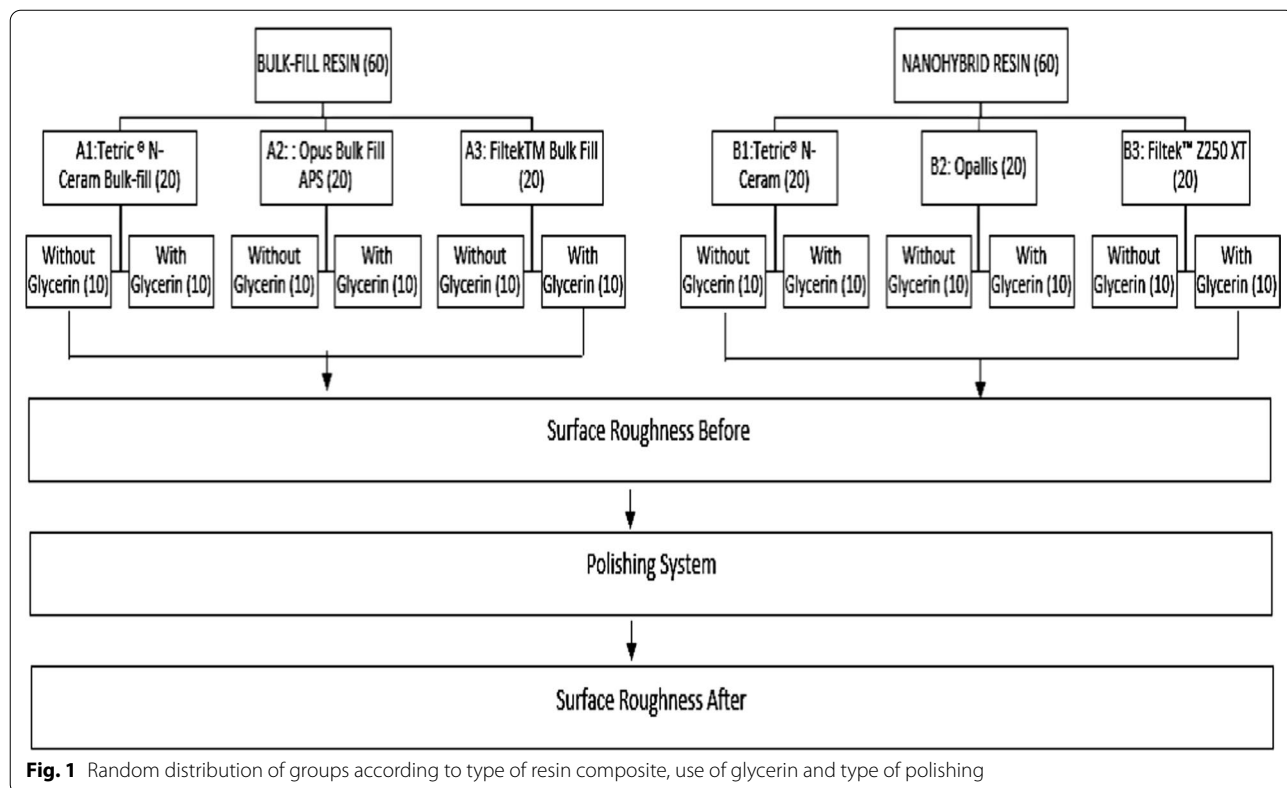 BULK-FILL RESIN (60)
NANOHYBRID RESIN (60)
A1:Tetric ® N-
Ceram Bulk-fill (20)
A2: : Opus Bulk Fill
APS (20)
A3: FiltekTM Bulk Fill
(20)
B1:Tetric® N-
Ceram (20)
B2: Opallis (20)
B3: Filtek™ Z250 XT
(20)
Without
Glycerin (10)
With
Glycerin (10)
Without
Glycerin (10)
With
Glycerin (10)
Without
Glycerin (10)
With
Glycerin (10)
Without
Glycerin (10)
With
Glycerin (10)
Without
Glycerin (10)
With
Glycerin (10)
Without
Glycerin (10)
With
Glycerin (10)
Surface Roughness Before
Polishing System
Surface Roughness After
Fig. 1 Random distribution of groups according to type of resin composite, use of glycerin and type of polishing